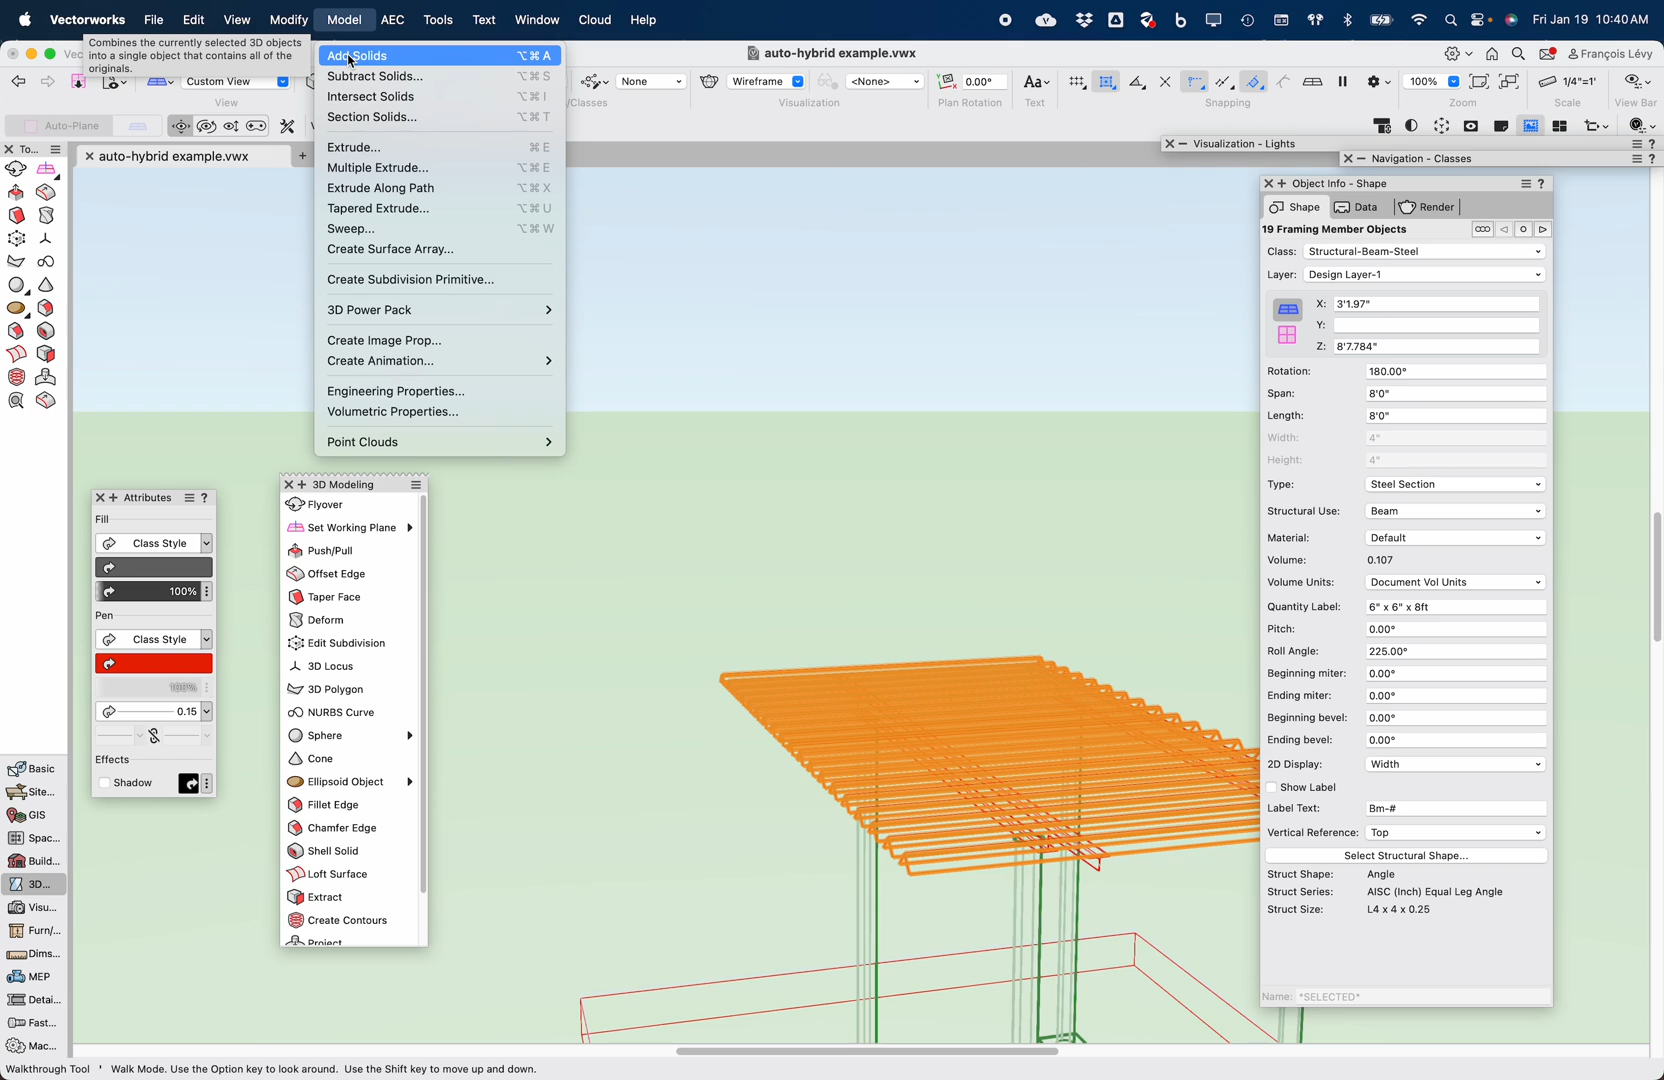 Vectorworks File Edit View Modify Model AEC Tools Text Window Cloud Help
Fri Jan 19 10:40 AM
Combines the currently selected 3D objects
into a single object that contains all of the
originals.
auto-hybrid example.vwx
François Lévy
Custom View
View
None
/Classes
Wireframe
<None>
Visualization
0.00°
Plan Rotation
Aa
Text
Snapping
100%
Zoom
1/4"=1'
Scale
View Bar
Auto-Plane
To...
auto-hybrid example.vwx
Add Solids ⌥⌘A
Subtract Solids... ⌥⌘S
Intersect Solids ⌥⌘I
Section Solids... ⌥⌘T
Extrude... ⌘E
Multiple Extrude... ⌥⌘E
Extrude Along Path ⌥⌘X
Tapered Extrude... ⌥⌘U
Sweep... ⌥⌘W
Create Surface Array...
Create Subdivision Primitive...
3D Power Pack
Create Image Prop...
Create Animation...
Engineering Properties...
Volumetric Properties...
Point Clouds
Visualization - Lights
Navigation - Classes
Object Info - Shape
Shape Data Render
19 Framing Member Objects
Class: Structural-Beam-Steel
Layer: Design Layer-1
X: 3'1.97"
Y:
Z: 8'7.784"
Rotation: 180.00°
Span: 8'0"
Length: 8'0"
Width: 4"
Height: 4"
Type: Steel Section
Structural Use: Beam
Material: Default
Volume: 0.107
Volume Units: Document Vol Units
Quantity Label: 6" x 6" x 8ft
Pitch: 0.00°
Roll Angle: 225.00°
Beginning miter: 0.00°
Ending miter: 0.00°
Beginning bevel: 0.00°
Ending bevel: 0.00°
2D Display: Width
Show Label
Label Text: Bm-#
Vertical Reference: Top
Select Structural Shape...
Struct Shape: Angle
Struct Series: AISC (Inch) Equal Leg Angle
Struct Size: L4 x 4 x 0.25
Name: *SELECTED*
Attributes
Fill
Class Style
100%
Pen
Class Style
100%
0.15
Effects
Shadow
3D Modeling
Flyover
Set Working Plane
Push/Pull
Offset Edge
Taper Face
Deform
Edit Subdivision
3D Locus
3D Polygon
NURBS Curve
Sphere
Cone
Ellipsoid Object
Fillet Edge
Chamfer Edge
Shell Solid
Loft Surface
Extract
Create Contours
Project
Basic
Site...
GIS
Spac...
Build...
3D...
Visu...
Furn/...
Dims...
MEP
Detai...
Fast...
Mac...
Walkthrough Tool ' Walk Mode. Use the Option key to look around. Use the Shift key to move up and down.